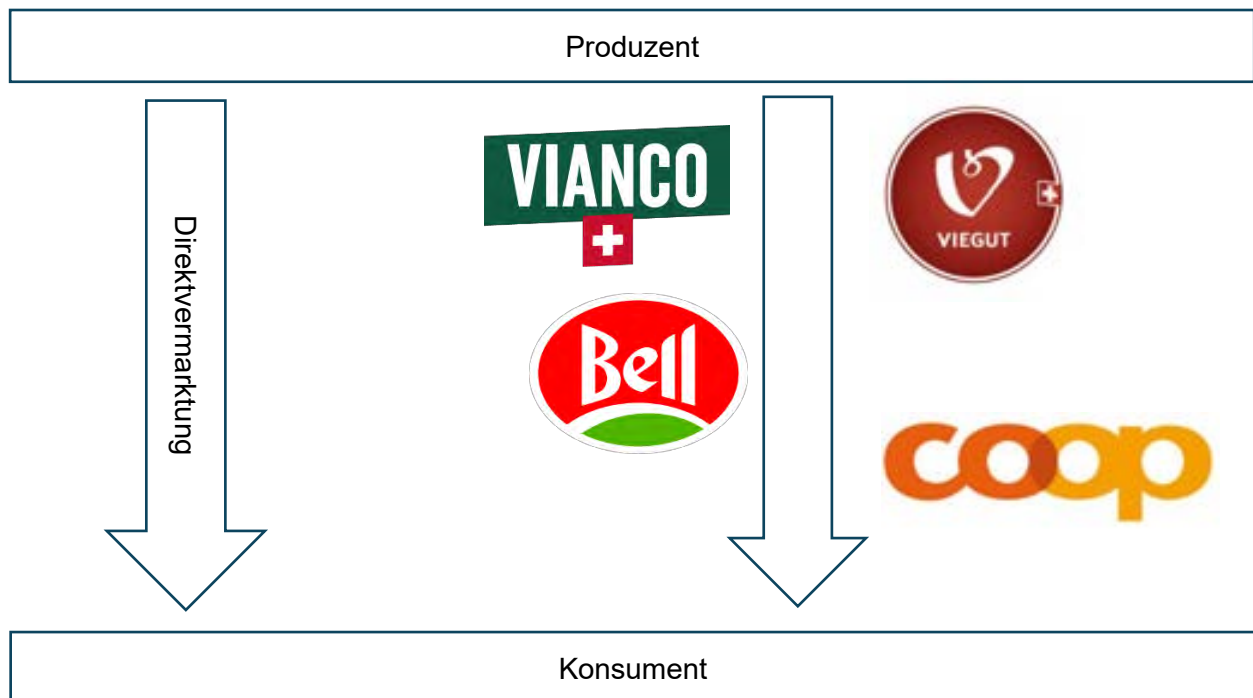 Produzent
Direktvermarktung
VIANCO
VIEGUT
Bell
coop
Konsument